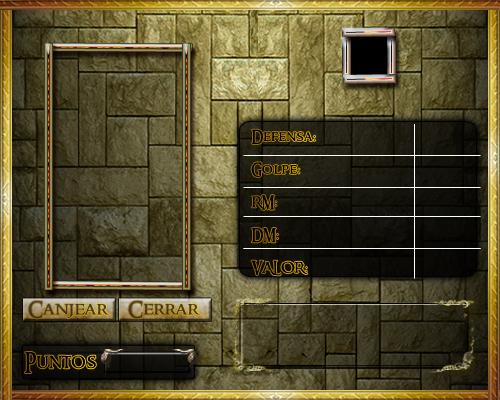 Defensa:
Golpe:
RM:
DM:
Valor:
Canjear
Cerrar
Puntos